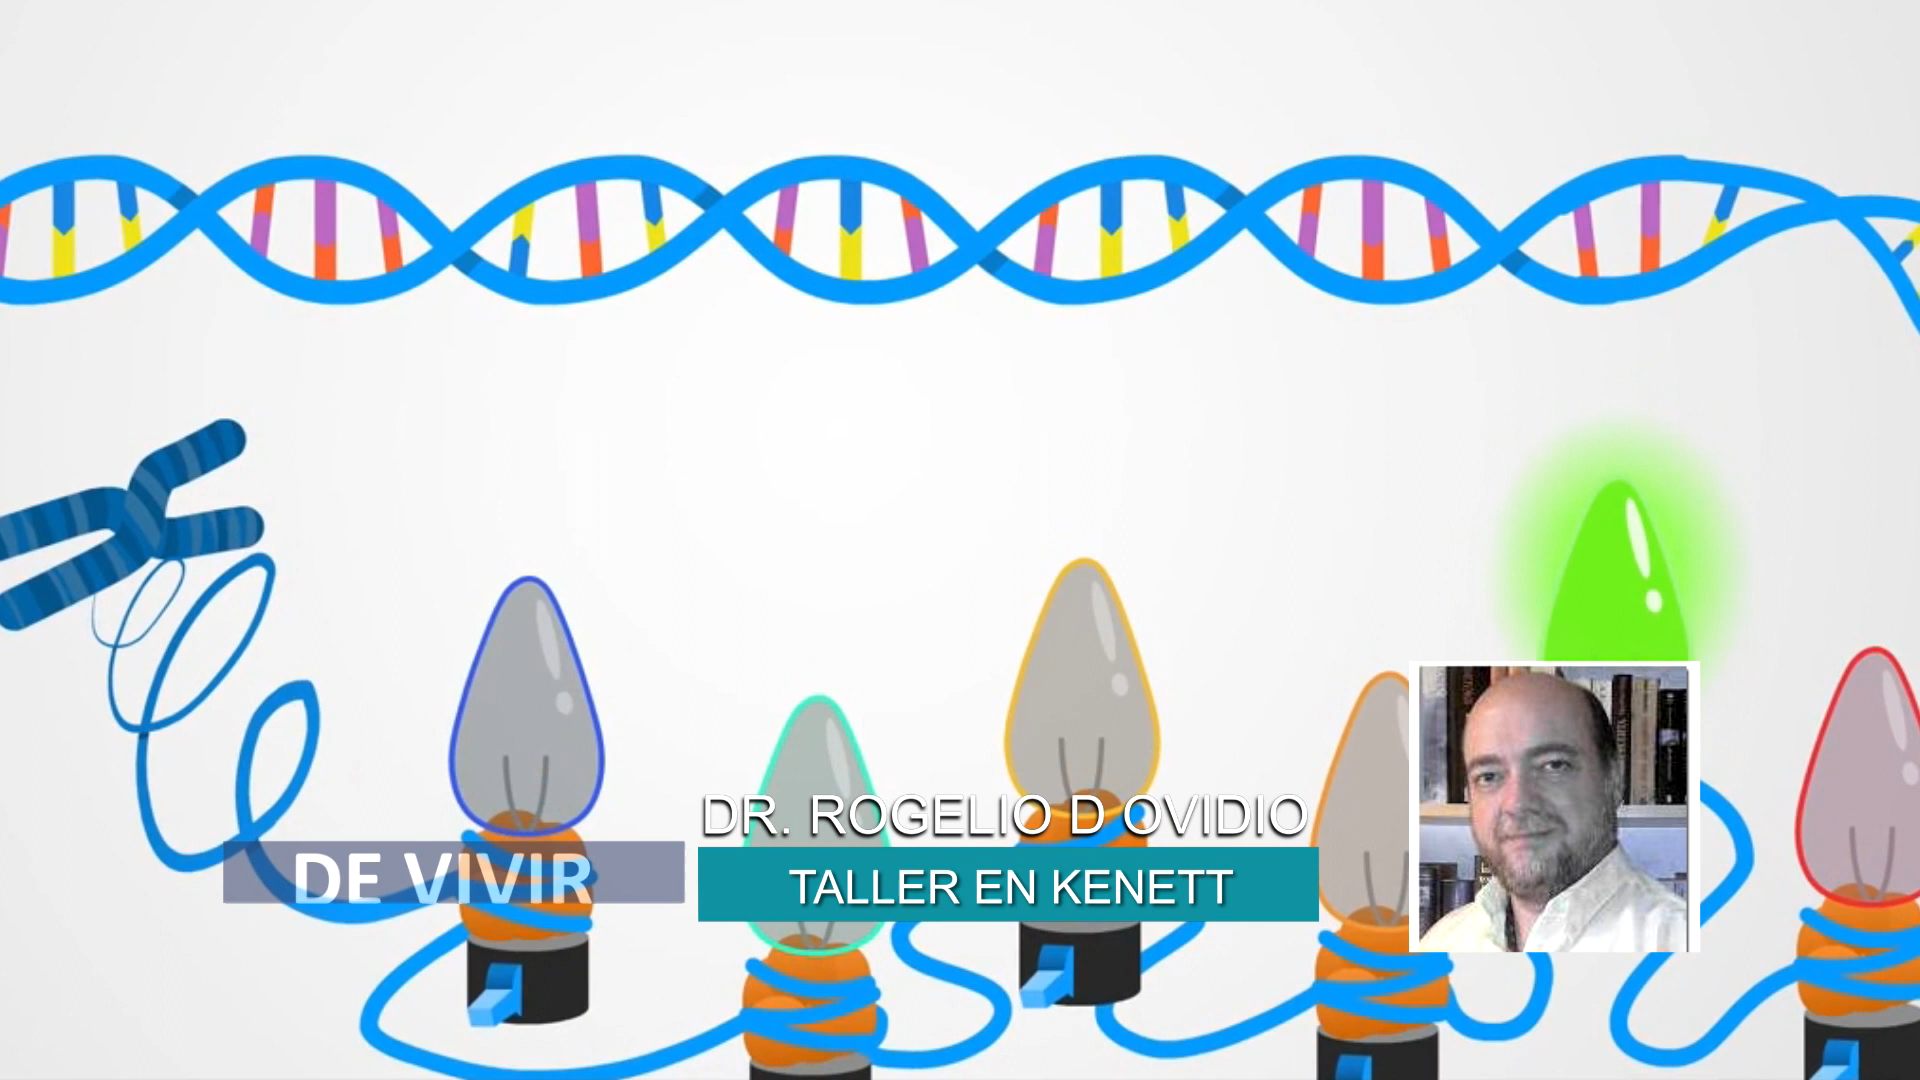 DR. ROGELIO D OVIDIO
DE VIVIR
TALLER EN KENETT